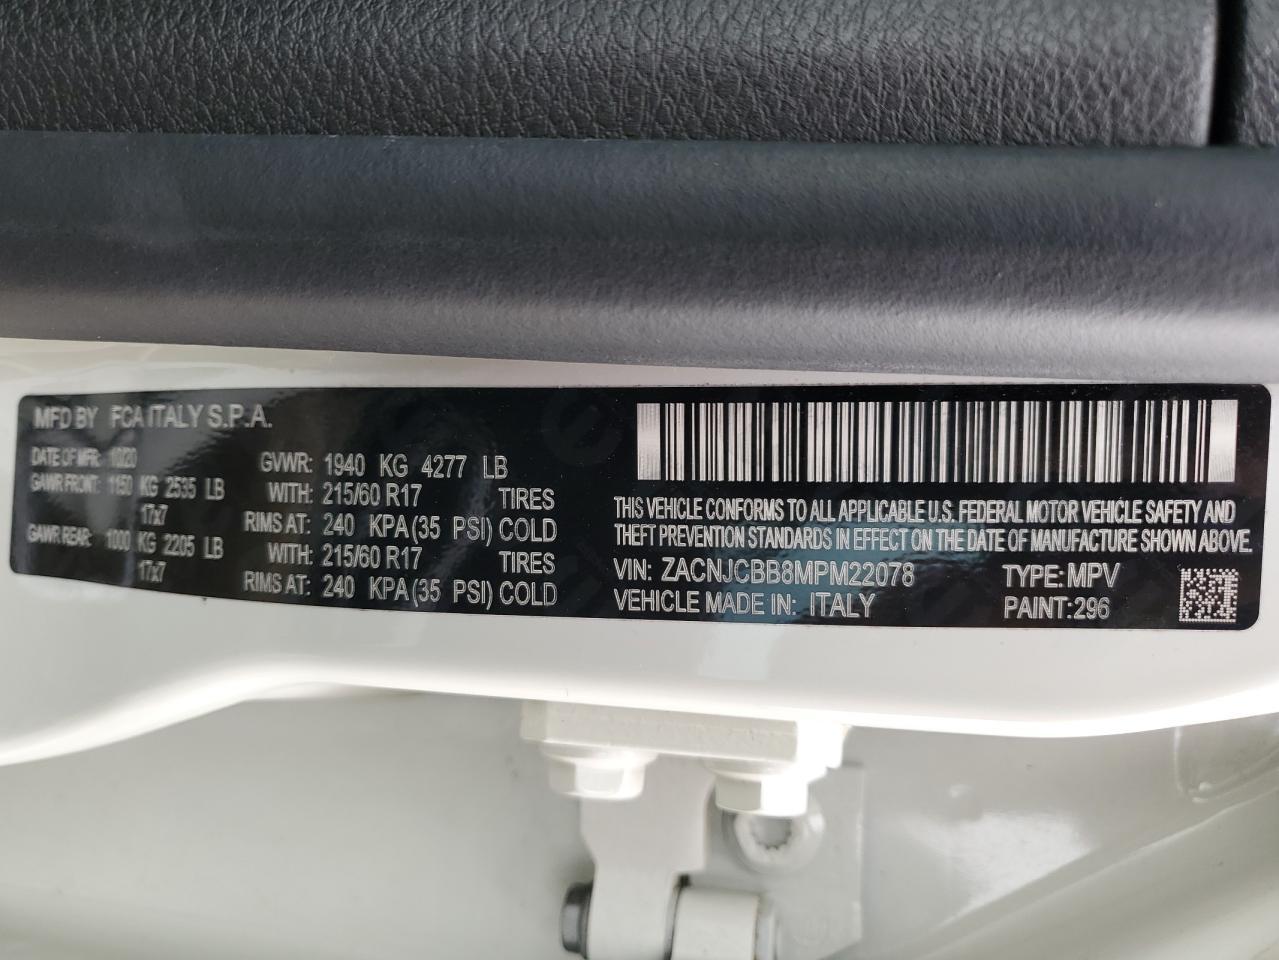 MFD BY FCA ITALY S.P.A.
DATE OF MFR: 10/20 GVWR: 1940 KG 4277 LB
GAWR FRONT: 1150 KG 2535 LB WITH: 215/60 R17 TIRES
17x7 RIMS AT: 240 KPA (35 PSI) COLD
GAWR REAR: 1000 KG 2205 LB WITH: 215/60 R17 TIRES
17x7 RIMS AT: 240 KPA (35 PSI) COLD
THIS VEHICLE CONFORMS TO ALL APPLICABLE U.S. FEDERAL MOTOR VEHICLE SAFETY AND
THEFT PREVENTION STANDARDS IN EFFECT ON THE DATE OF MANUFACTURE SHOWN ABOVE.
VIN: ZACNJCBB8MPM22078 TYPE: MPV
VEHICLE MADE IN: ITALY PAINT: 296